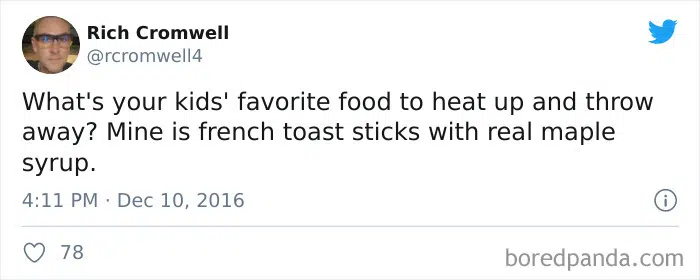 Rich Cromwell
@rcromwell4
What's your kids' favorite food to heat up and throw
away? Mine is french toast sticks with real maple
syrup.
4:11 PM · Dec 10, 2016
78
boredpanda.com